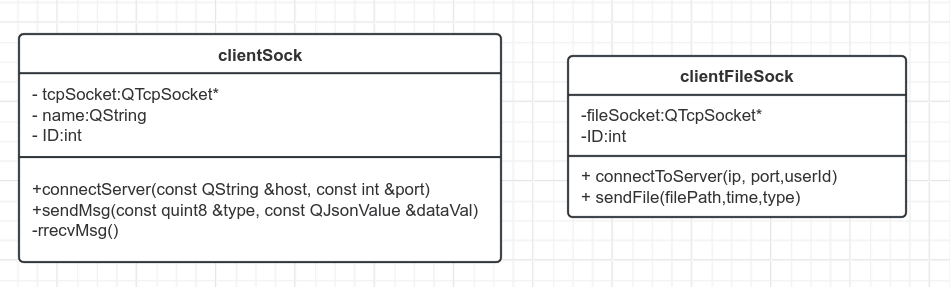 clientSock
- tcpSocket:QTcpSocket*
- name:QString
- ID:int
+connectServer(const QString &host, const int &port)
+sendMsg(const quint8 &type, const QJsonValue &dataVal)
-rrecvMsg()
clientFileSock
-fileSocket:QTcpSocket*
-ID:int
+ connectToServer(ip, port,userId)
+ sendFile(filePath,time,type)